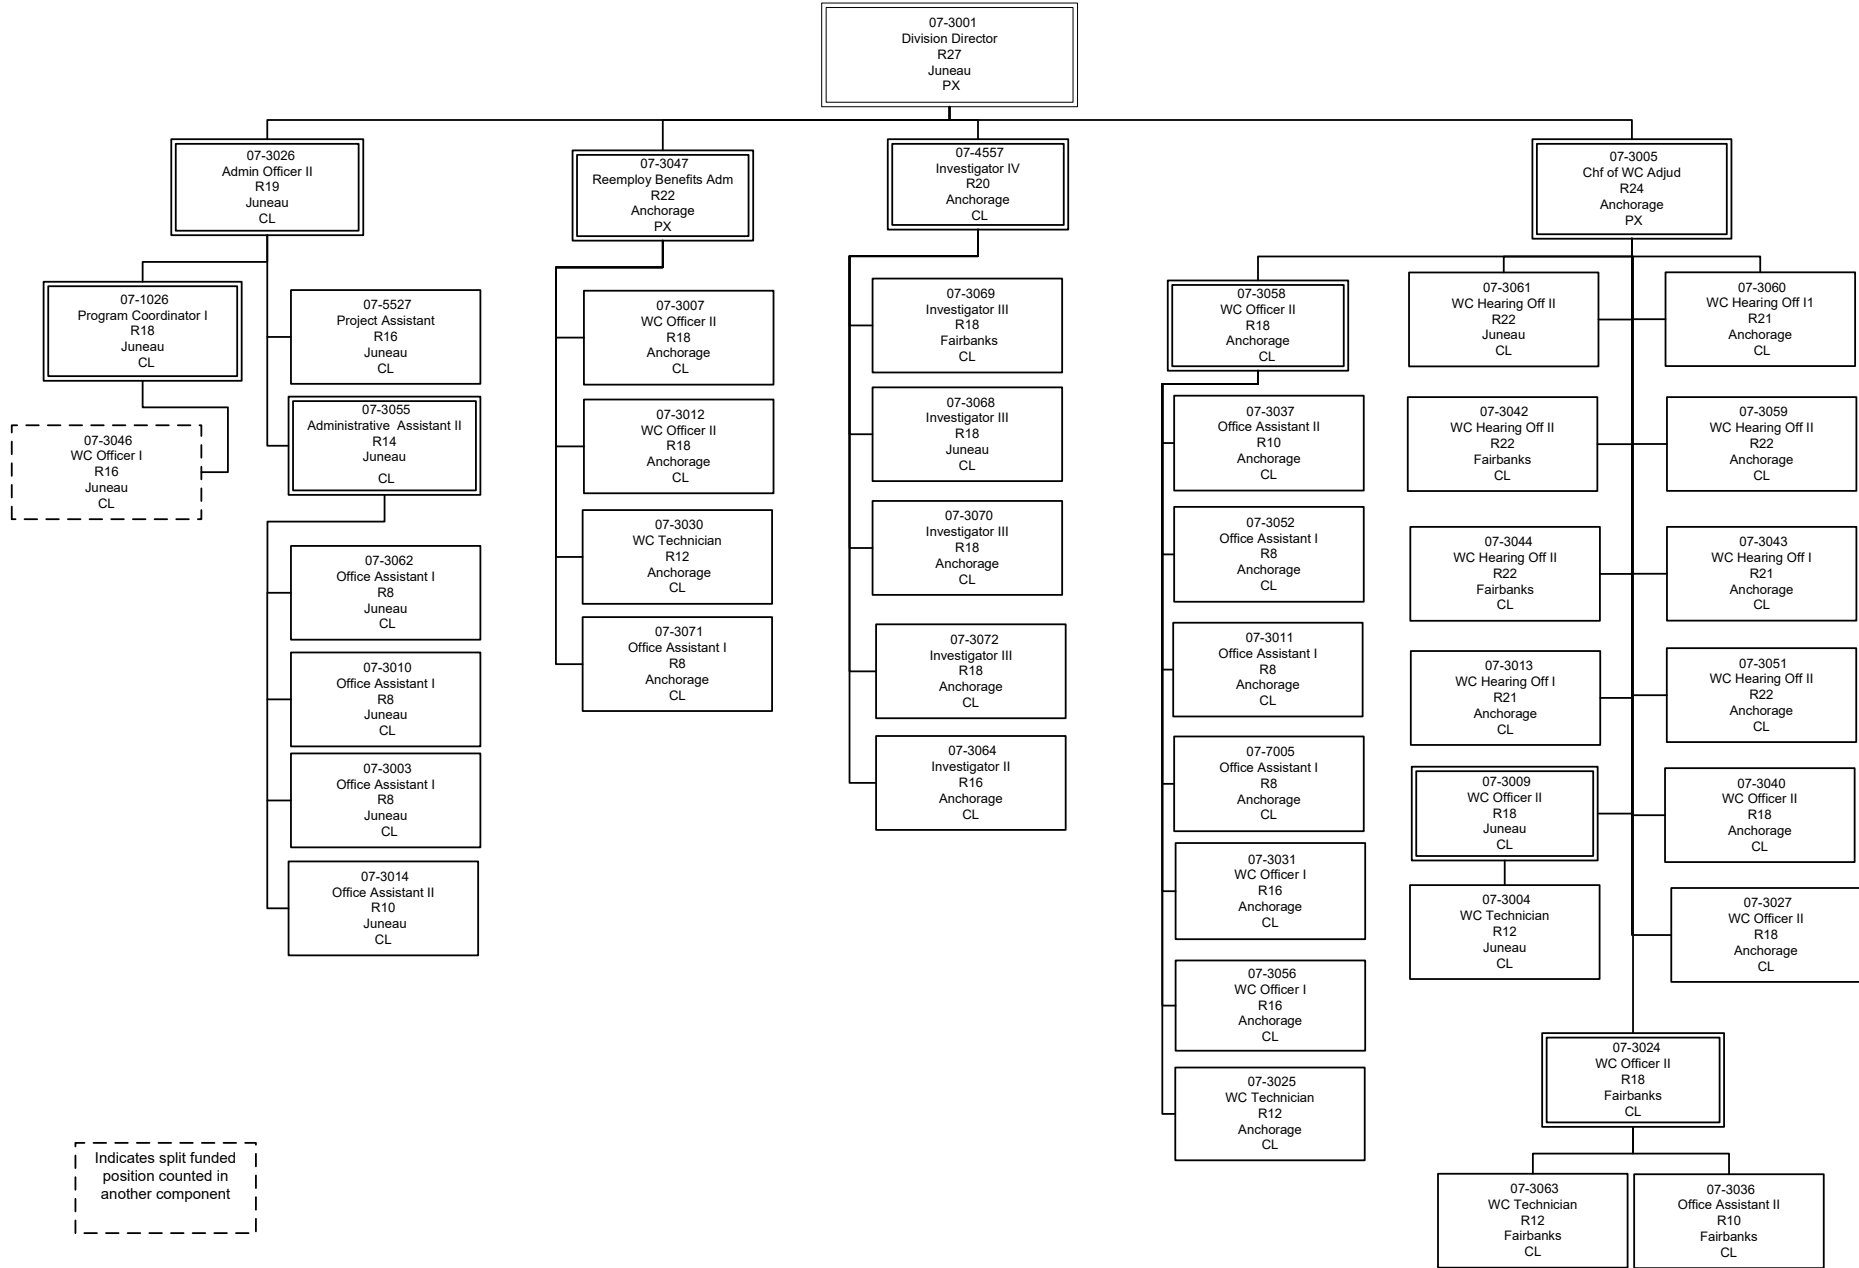 07-3001
Division Director
R27
Juneau
PX
07-3026
Admin Officer II
R19
Juneau
CL
07-3047
Reemploy Benefits Adm
R22
Anchorage
PX
07-4557
Investigator IV
R20
Anchorage
CL
07-3005
Chf of WC Adjud
R24
Anchorage
PX
07-1026
Program Coordinator I
R18
Juneau
CL
07-3046
WC Officer I
R16
Juneau
CL
07-5527
Project Assistant
R16
Juneau
CL
07-3055
Administrative Assistant II
R14
Juneau
CL
07-3062
Office Assistant I
R8
Juneau
CL
07-3010
Office Assistant I
R8
Juneau
CL
07-3003
Office Assistant I
R8
Juneau
CL
07-3014
Office Assistant II
R10
Juneau
CL
07-3007
WC Officer II
R18
Anchorage
CL
07-3012
WC Officer II
R18
Anchorage
CL
07-3030
WC Technician
R12
Anchorage
CL
07-3071
Office Assistant I
R8
Anchorage
CL
07-3069
Investigator III
R18
Fairbanks
CL
07-3068
Investigator III
R18
Juneau
CL
07-3070
Investigator III
R18
Anchorage
CL
07-3072
Investigator III
R18
Anchorage
CL
07-3064
Investigator II
R16
Anchorage
CL
07-3058
WC Officer II
R18
Anchorage
CL
07-3037
Office Assistant II
R10
Anchorage
CL
07-3052
Office Assistant I
R8
Anchorage
CL
07-3011
Office Assistant I
R8
Anchorage
CL
07-7005
Office Assistant I
R8
Anchorage
CL
07-3031
WC Officer I
R16
Anchorage
CL
07-3056
WC Officer I
R16
Anchorage
CL
07-3025
WC Technician
R12
Anchorage
CL
07-3061
WC Hearing Off II
R22
Juneau
CL
07-3060
WC Hearing Off I1
R21
Anchorage
CL
07-3042
WC Hearing Off II
R22
Fairbanks
CL
07-3059
WC Hearing Off II
R22
Anchorage
CL
07-3044
WC Hearing Off II
R22
Fairbanks
CL
07-3043
WC Hearing Off I
R21
Anchorage
CL
07-3013
WC Hearing Off I
R21
Anchorage
CL
07-3051
WC Hearing Off II
R22
Anchorage
CL
07-3009
WC Officer II
R18
Juneau
CL
07-3040
WC Officer II
R18
Anchorage
CL
07-3004
WC Technician
R12
Juneau
CL
07-3027
WC Officer II
R18
Anchorage
CL
07-3024
WC Officer II
R18
Fairbanks
CL
07-3063
WC Technician
R12
Fairbanks
CL
07-3036
Office Assistant II
R10
Fairbanks
CL
Indicates split funded
position counted in
another component